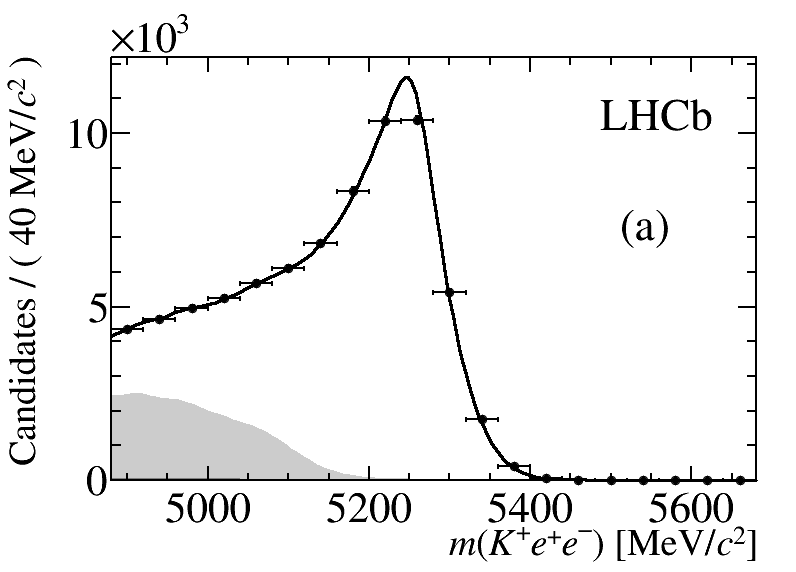 ×10³
Candidates / ( 40 MeV/c² )
LHCb
(a)
10
5
0
5000 5200 5400 5600
m(K⁺e⁺e⁻) [MeV/c²]